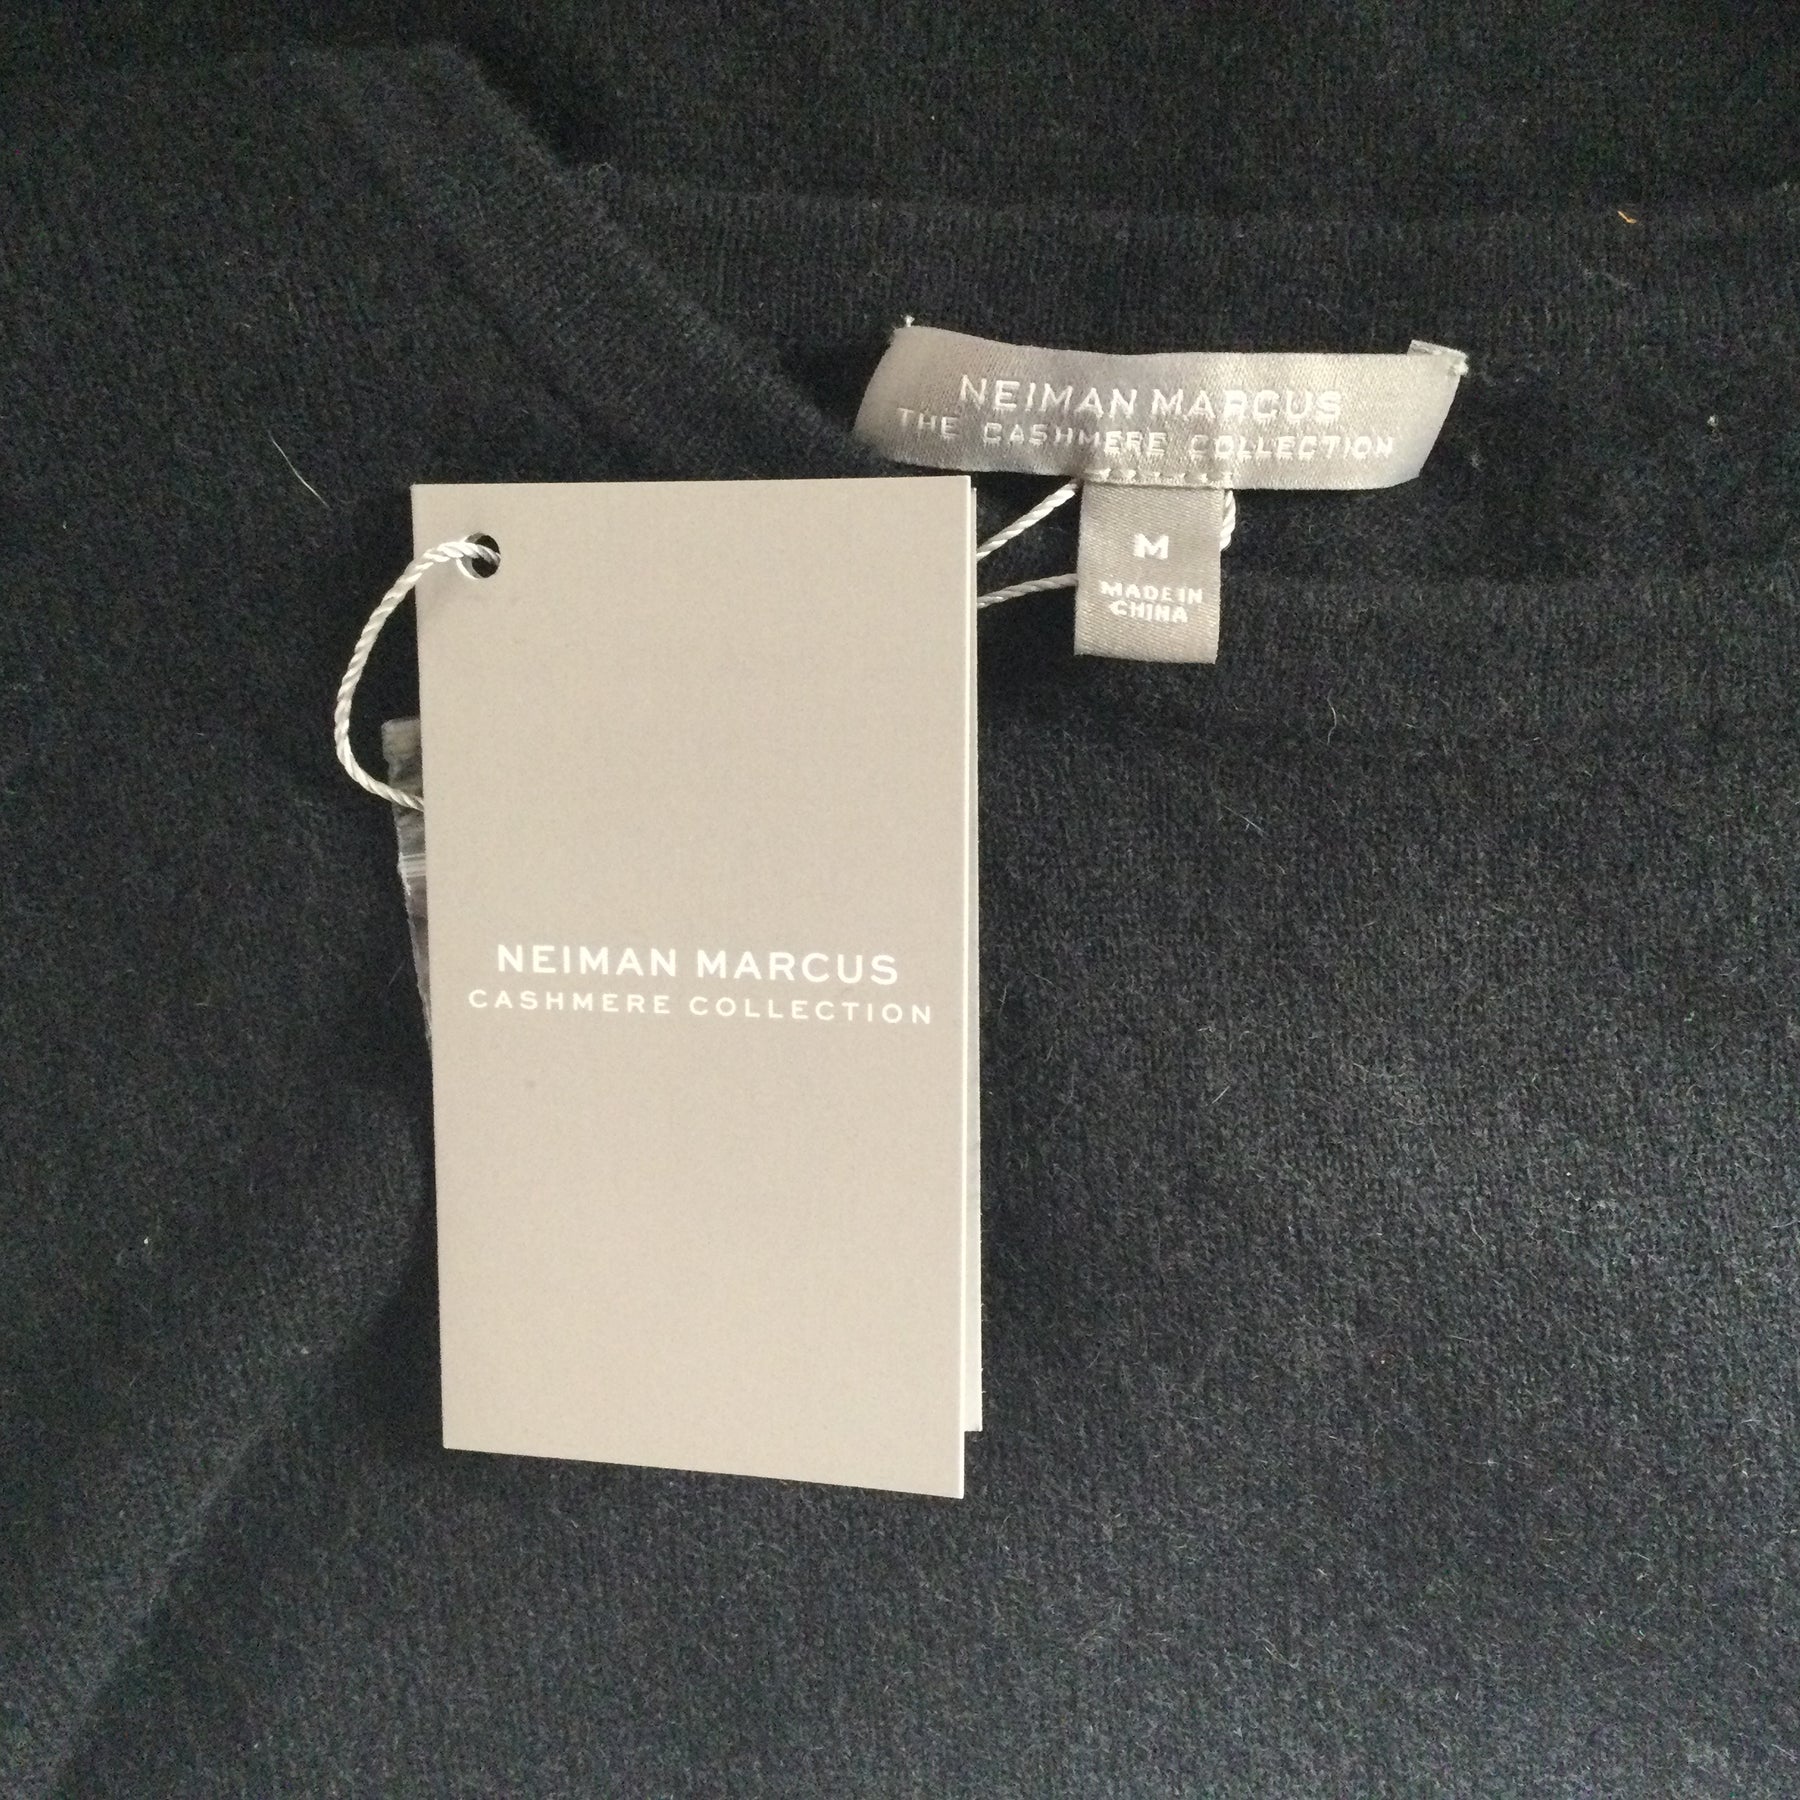 NEIMAN MARCUS
THE CASHMERE COLLECTION
M
MADE IN
CHINA
NEIMAN MARCUS
CASHMERE COLLECTION